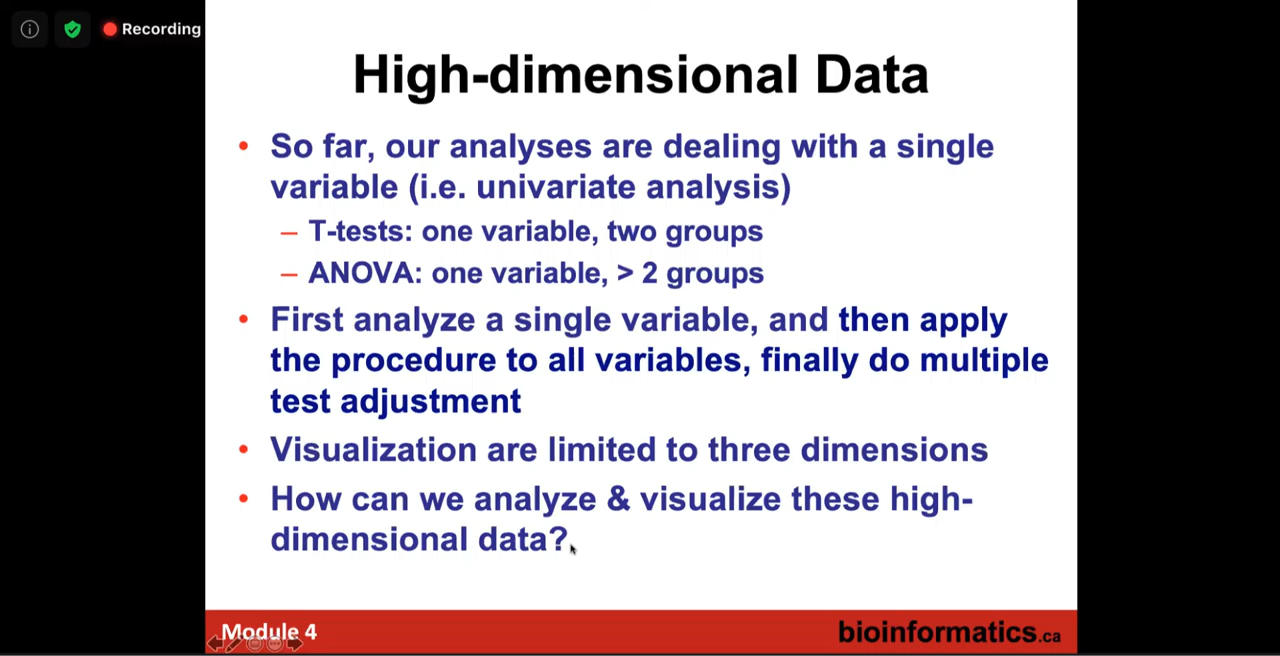 Recording
High-dimensional Data
• So far, our analyses are dealing with a single
variable (i.e. univariate analysis)
– T-tests: one variable, two groups
– ANOVA: one variable, > 2 groups
• First analyze a single variable, and then apply
the procedure to all variables, finally do multiple
test adjustment
• Visualization are limited to three dimensions
• How can we analyze & visualize these high-
dimensional data?
Module 4
bioinformatics.ca